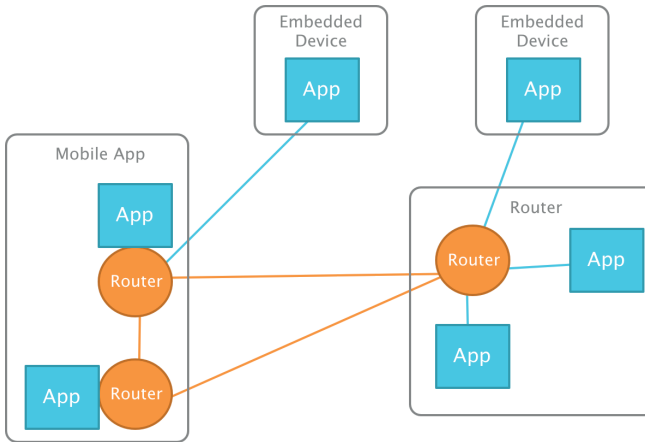 Embedded
Device
App
Embedded
Device
App
Mobile App
App
Router
App
Router
Router
Router
App
App